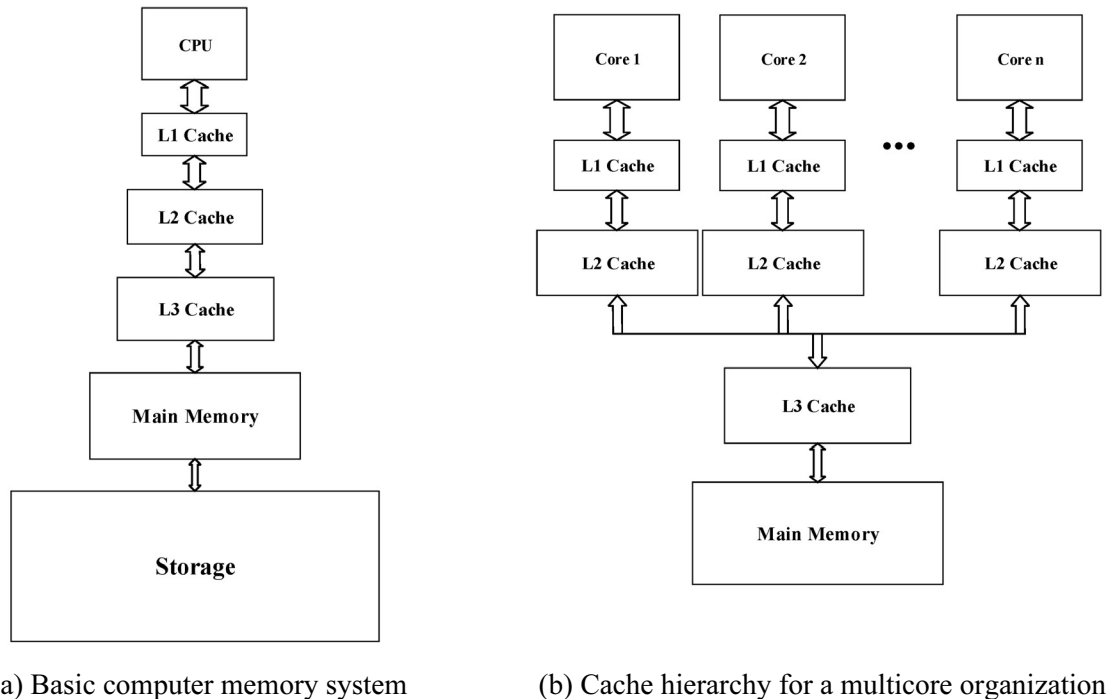 CPU
L1 Cache
L2 Cache
L3 Cache
Main Memory
Storage
a) Basic computer memory system
Core 1
Core 2
Core n
L1 Cache
L1 Cache
•••
L1 Cache
L2 Cache
L2 Cache
L2 Cache
L3 Cache
Main Memory
(b) Cache hierarchy for a multicore organization